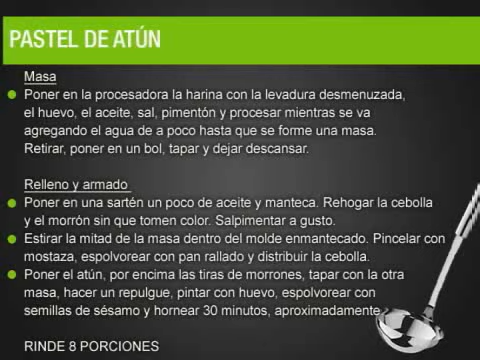 PASTEL DE ATÚN
Masa
Poner en la procesadora la harina con la levadura desmenuzada,
el huevo, el aceite, sal, pimentón y procesar mientras se va
agregando el agua de a poco hasta que se forme una masa.
Retirar, poner en un bol, tapar y dejar descansar.
Relleno y armado
Poner en una sartén un poco de aceite y manteca. Rehogar la cebolla
y el morrón sin que tomen color. Salpimentar a gusto.
Estirar la mitad de la masa dentro del molde enmantecado. Pincelar con
mostaza, espolvorear con pan rallado y distribuir la cebolla.
Poner el atún, por encima las tiras de morrones, tapar con la otra
masa, hacer un repulgue, pintar con huevo, espolvorear con
semillas de sésamo y hornear 30 minutos, aproximadamente.
RINDE 8 PORCIONES